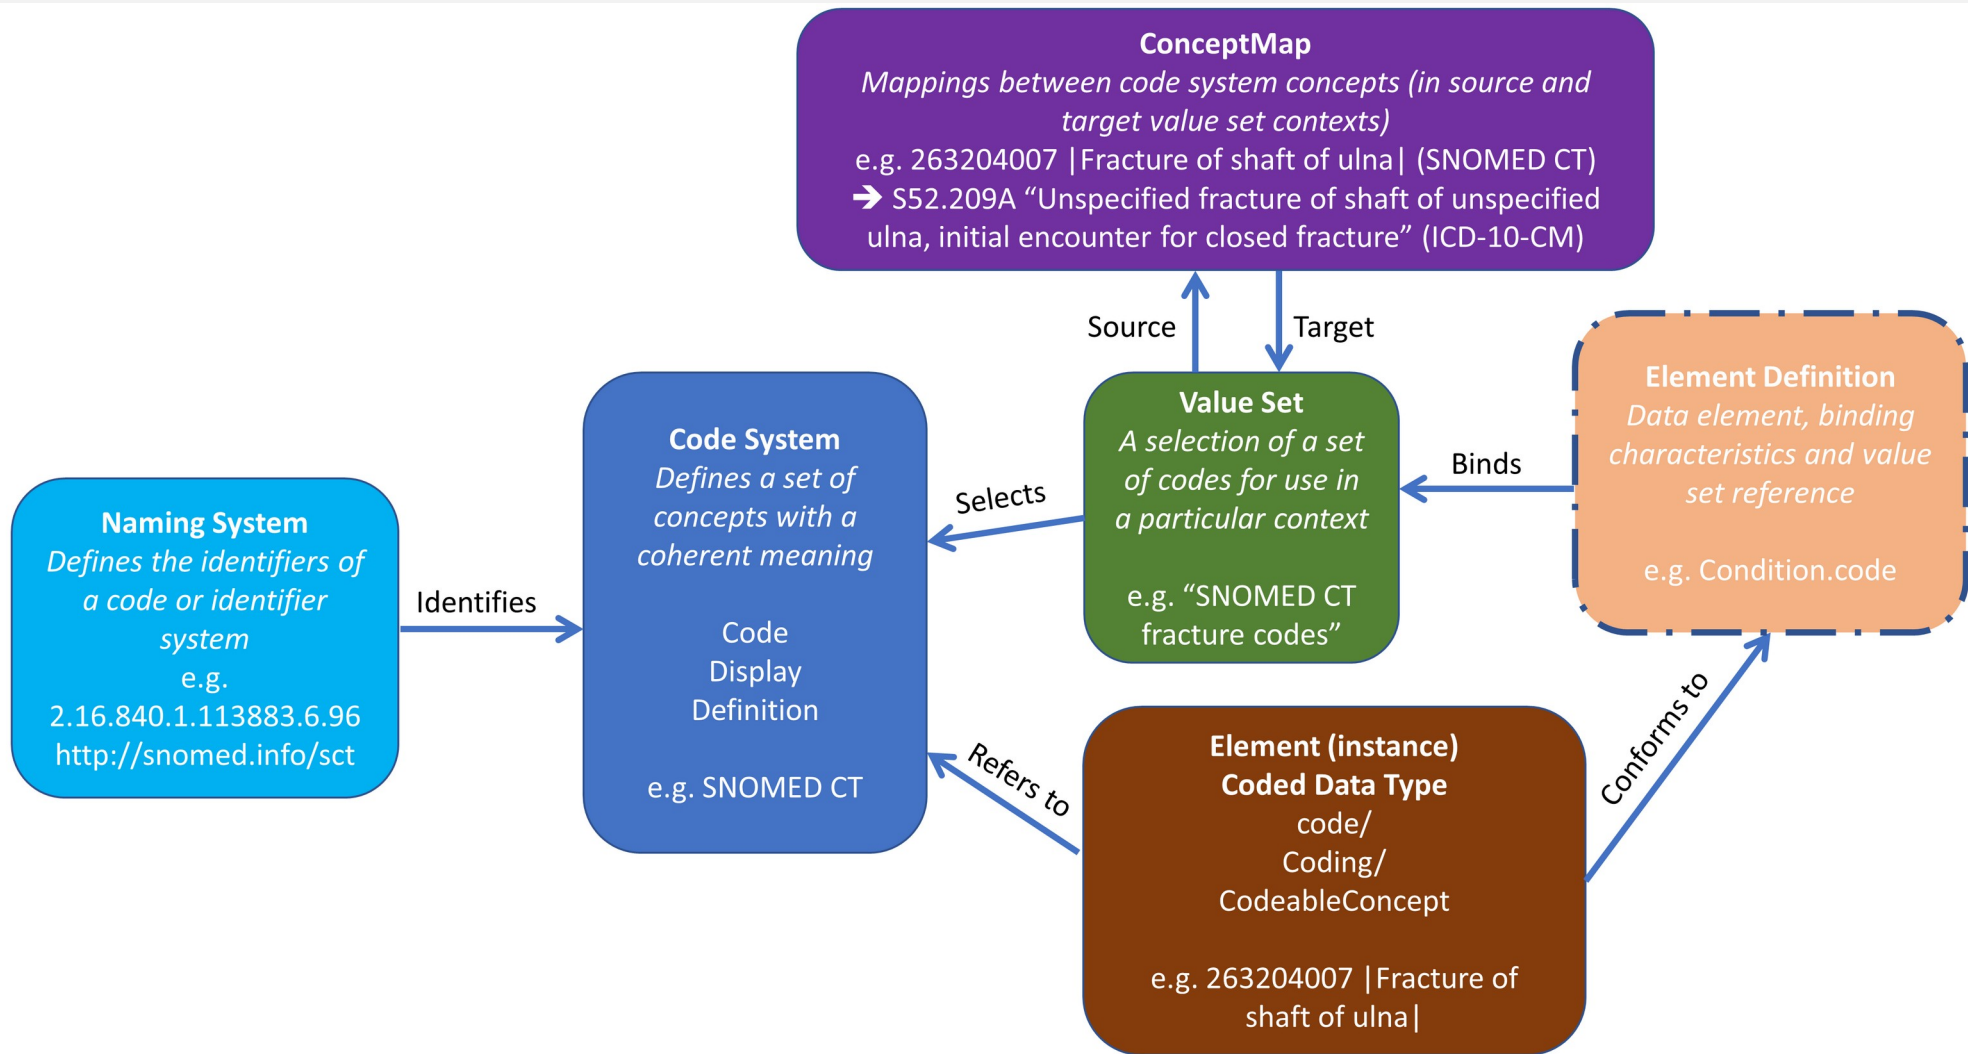 ConceptMap
Mappings between code system concepts (in source and
target value set contexts)
e.g. 263204007 |Fracture of shaft of ulna| (SNOMED CT)
➔ S52.209A “Unspecified fracture of shaft of unspecified
ulna, initial encounter for closed fracture” (ICD-10-CM)
Source
Target
Naming System
Defines the identifiers of
a code or identifier
system
e.g.
2.16.840.1.113883.6.96
http://snomed.info/sct
Identifies
Code System
Defines a set of
concepts with a
coherent meaning
Code
Display
Definition
e.g. SNOMED CT
Selects
Value Set
A selection of a set
of codes for use in
a particular context
e.g. “SNOMED CT
fracture codes”
Binds
Element Definition
Data element, binding
characteristics and value
set reference
e.g. Condition.code
Refers to
Element (instance)
Coded Data Type
code/
Coding/
CodeableConcept
e.g. 263204007 |Fracture of
shaft of ulna|
Conforms to